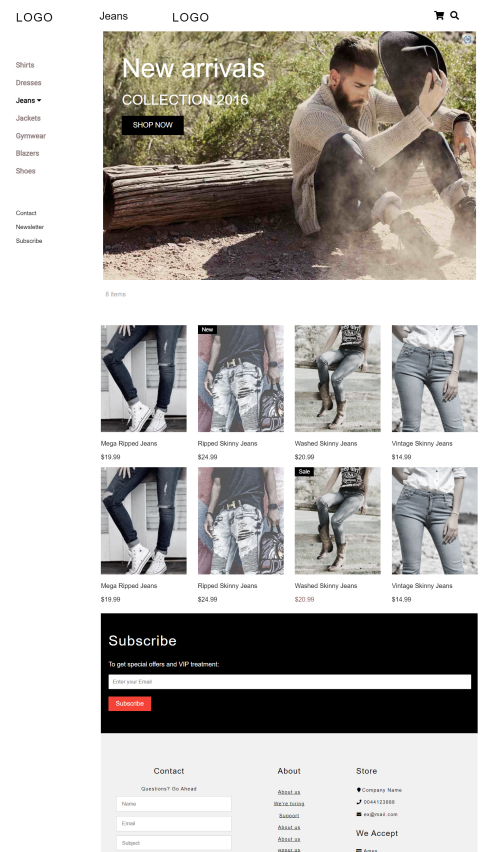 LOGO
Jeans
LOGO
Shirts
Dresses
Jeans
Jackets
Gymwear
Blazers
Shoes
Contact
Newsletter
Subscribe
New arrivals
COLLECTION 2016
SHOP NOW
8 items
New
Mega Ripped Jeans
$19.99
Ripped Skinny Jeans
$24.99
Washed Skinny Jeans
$20.99
Vintage Skinny Jeans
$14.99
Sale
Mega Ripped Jeans
$19.99
Ripped Skinny Jeans
$24.99
Washed Skinny Jeans
$20.99
Vintage Skinny Jeans
$14.99
Subscribe
To get special offers and VIP treatment:
Enter your Email
Subscribe
Contact
Questions? Go Ahead
Name
Email
Subject
About
About us
We're hiring
Support
About us
About us
About us
Store
Company Name
0044123888
ex@mail.com
We Accept
Amex